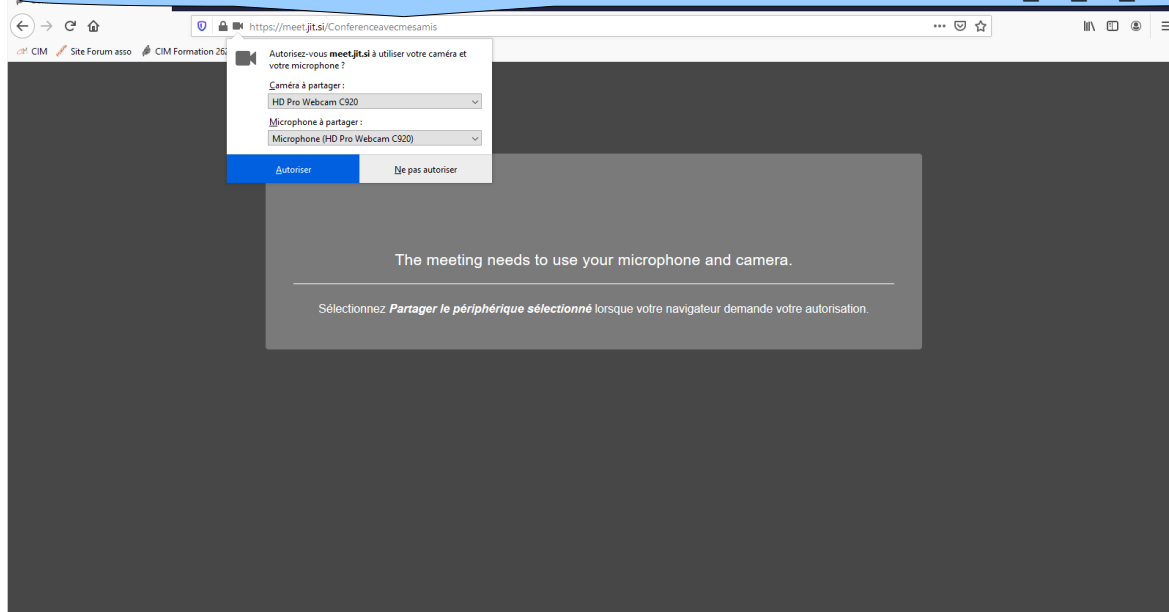 https://meet.jit.si/Conferenceavecmesamis
CIM Site Forum asso CIM Formation
Autorisez-vous meet.jit.si à utiliser votre caméra et
votre microphone ?
Caméra à partager :
HD Pro Webcam C920
Microphone à partager :
Microphone (HD Pro Webcam C920)
Autoriser Ne pas autoriser
The meeting needs to use your microphone and camera.
Sélectionnez Partager le périphérique sélectionné lorsque votre navigateur demande votre autorisation.